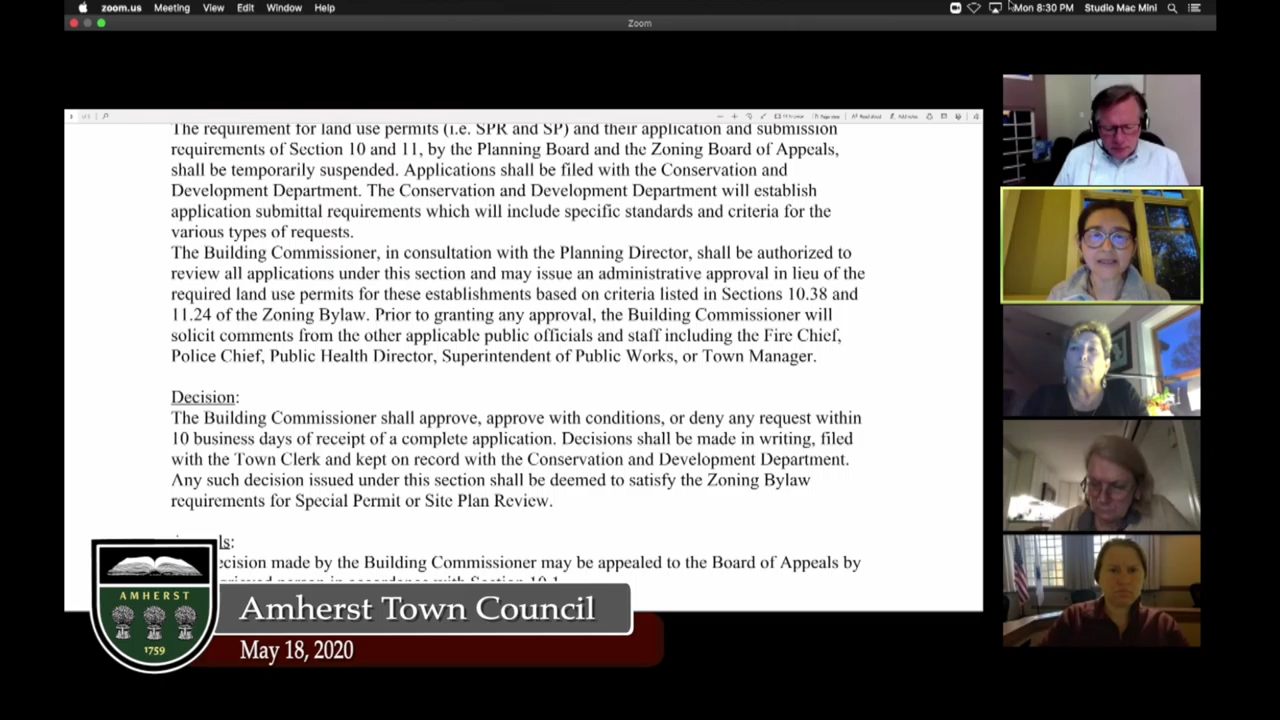 zoom.us Meeting View Edit Window Help
Mon 8:30 PM Studio Mac Mini
Zoom
The requirement for land use permits (i.e. SPR and SP) and their application and submission
requirements of Section 10 and 11, by the Planning Board and the Zoning Board of Appeals,
shall be temporarily suspended. Applications shall be filed with the Conservation and
Development Department. The Conservation and Development Department will establish
application submittal requirements which will include specific standards and criteria for the
various types of requests.
The Building Commissioner, in consultation with the Planning Director, shall be authorized to
review all applications under this section and may issue an administrative approval in lieu of the
required land use permits for these establishments based on criteria listed in Sections 10.38 and
11.24 of the Zoning Bylaw. Prior to granting any approval, the Building Commissioner will
solicit comments from the other applicable public officials and staff including the Fire Chief,
Police Chief, Public Health Director, Superintendent of Public Works, or Town Manager.
Decision:
The Building Commissioner shall approve, approve with conditions, or deny any request within
10 business days of receipt of a complete application. Decisions shall be made in writing, filed
with the Town Clerk and kept on record with the Conservation and Development Department.
Any such decision issued under this section shall be deemed to satisfy the Zoning Bylaw
requirements for Special Permit or Site Plan Review.
ls:
ecision made by the Building Commissioner may be appealed to the Board of Appeals by
person in accordance with Section 10.1
AMHERST
1759
Amherst Town Council
May 18, 2020